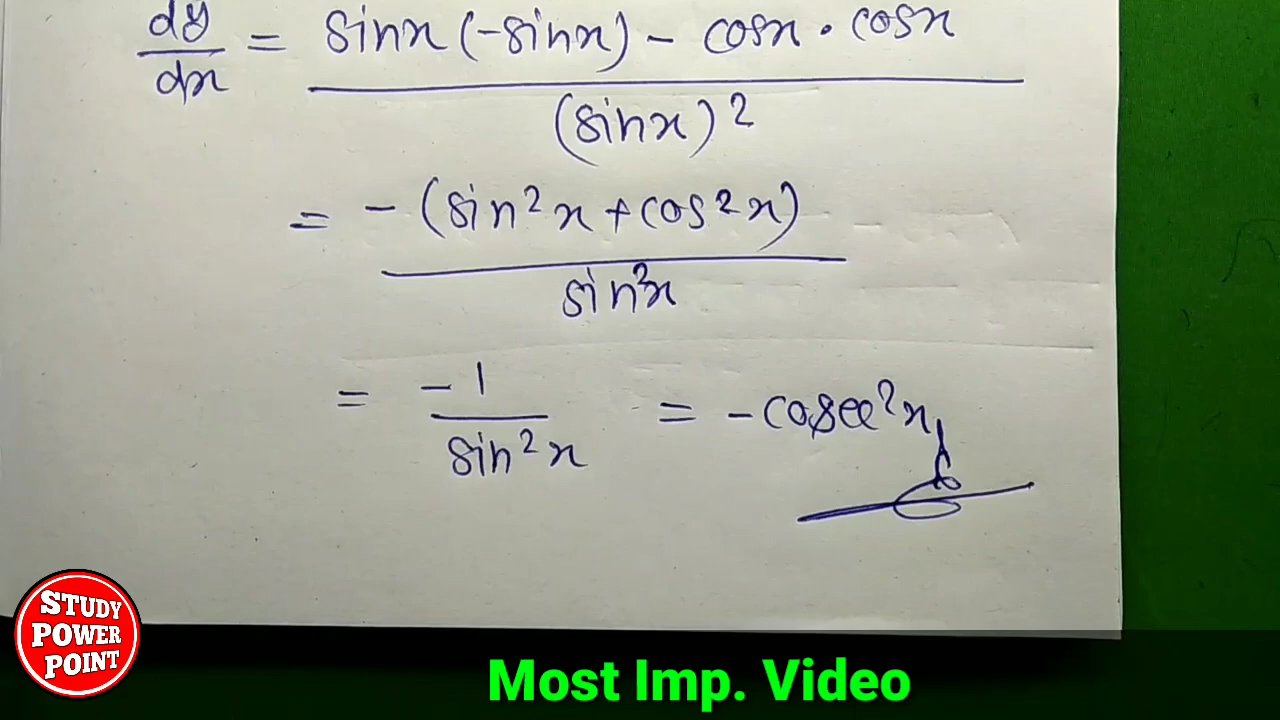 dy/dx = sinx(-sinx) - cosx . cosx / (sinx)²
= -(sin²x + cos²x) / sin²x
= -1 / sin²x = -cosec²x
STUDY
POWER
POINT
Most Imp. Video